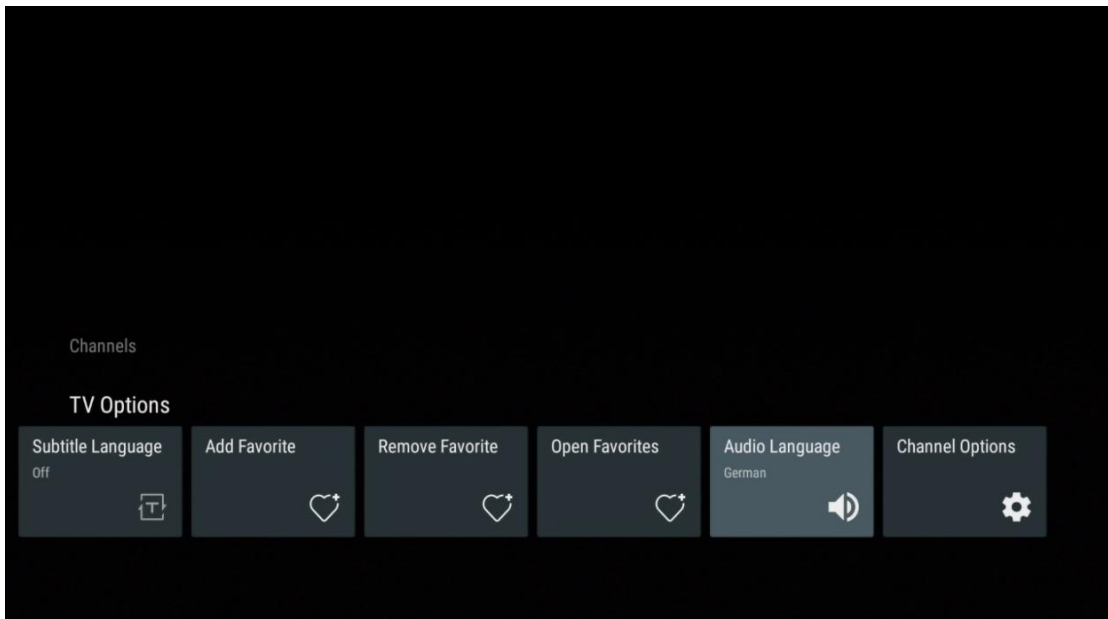 Channels
TV Options
Subtitle Language
Off
Add Favorite
Remove Favorite
Open Favorites
Audio Language
German
Channel Options